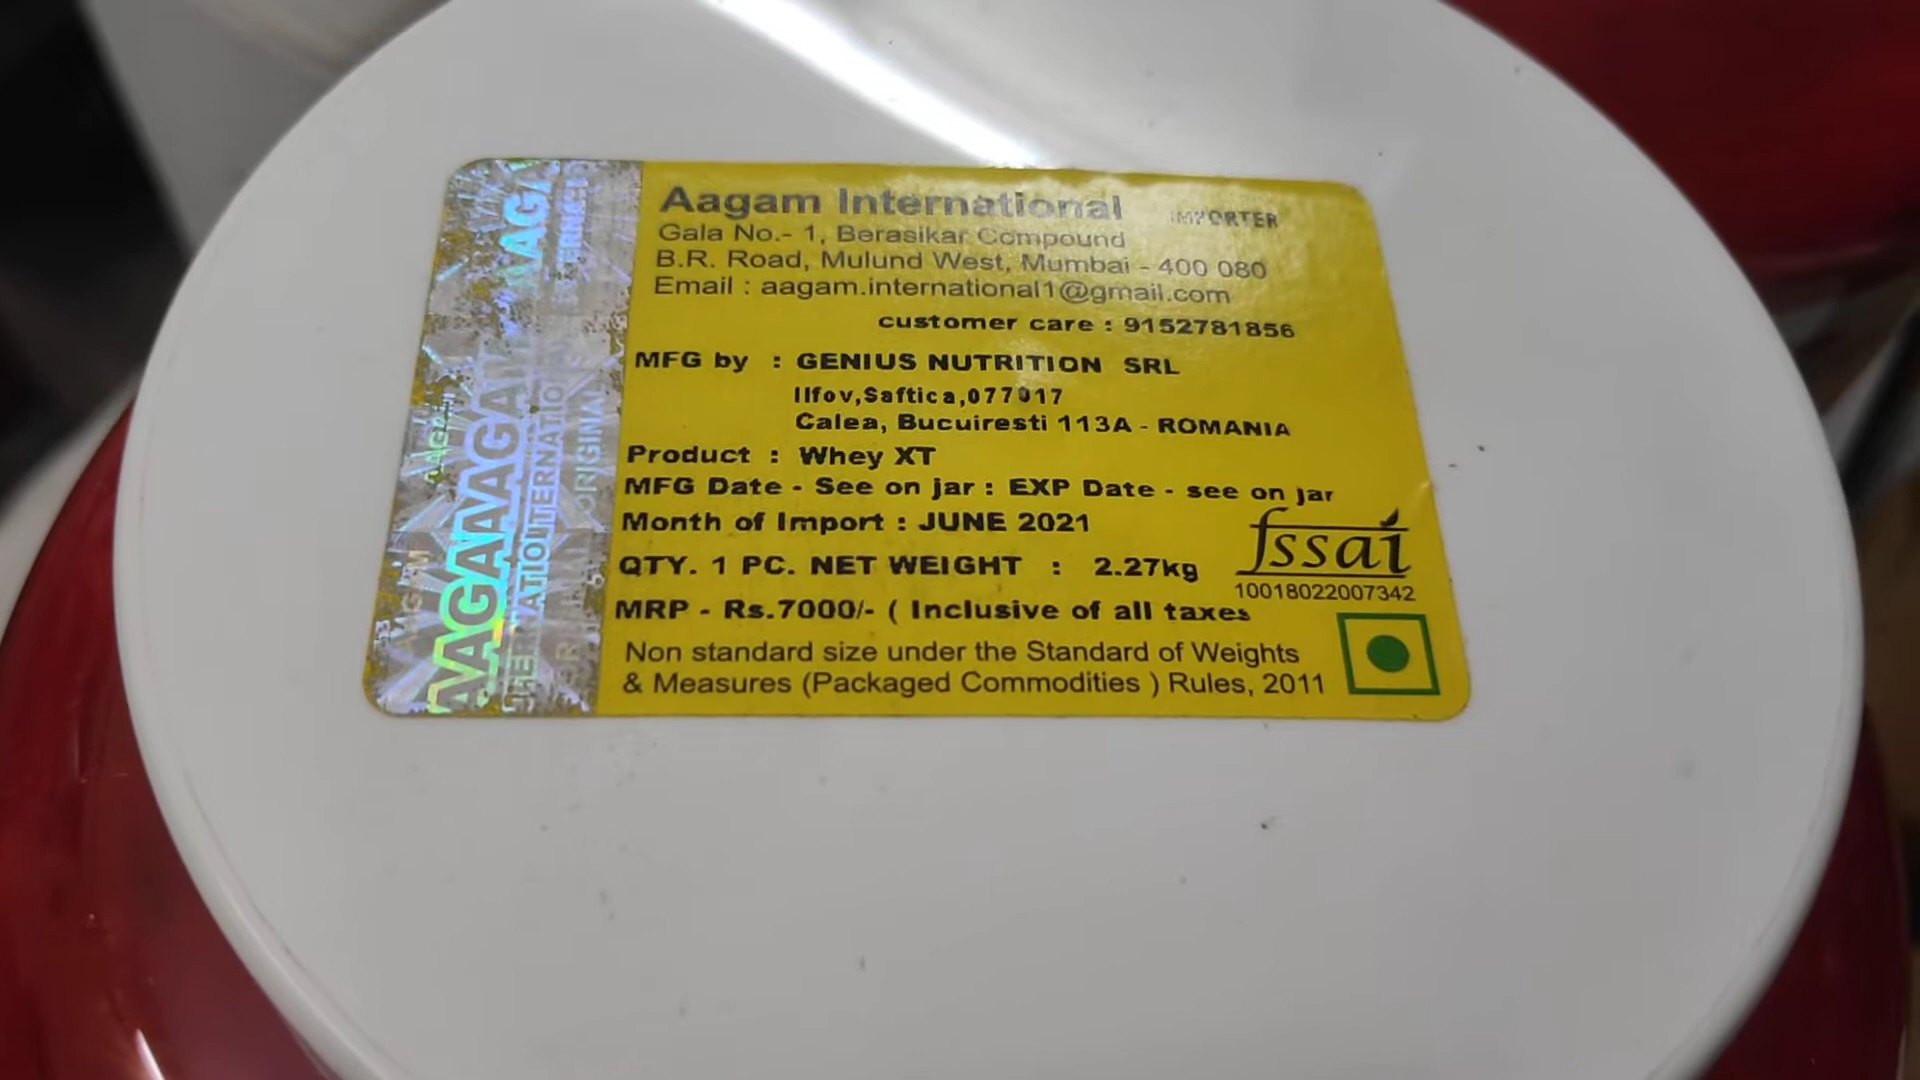 Aagam International IMPORTER
Gala No.- 1, Berasikar Compound
B.R. Road, Mulund West, Mumbai - 400 080
Email : aagam.international1@gmail.com
customer care : 9152781856
MFG by : GENIUS NUTRITION SRL
Ilfov,Saftica,077017
Calea, Bucuiresti 113A - ROMANIA
Product : Whey XT
MFG Date - See on jar : EXP Date - see on jar
Month of Import : JUNE 2021
fssai
QTY. 1 PC. NET WEIGHT : 2.27kg
10018022007342
MRP - Rs.7000/- ( Inclusive of all taxes
Non standard size under the Standard of Weights
& Measures (Packaged Commodities ) Rules, 2011
AAGAM
ORIGINAL